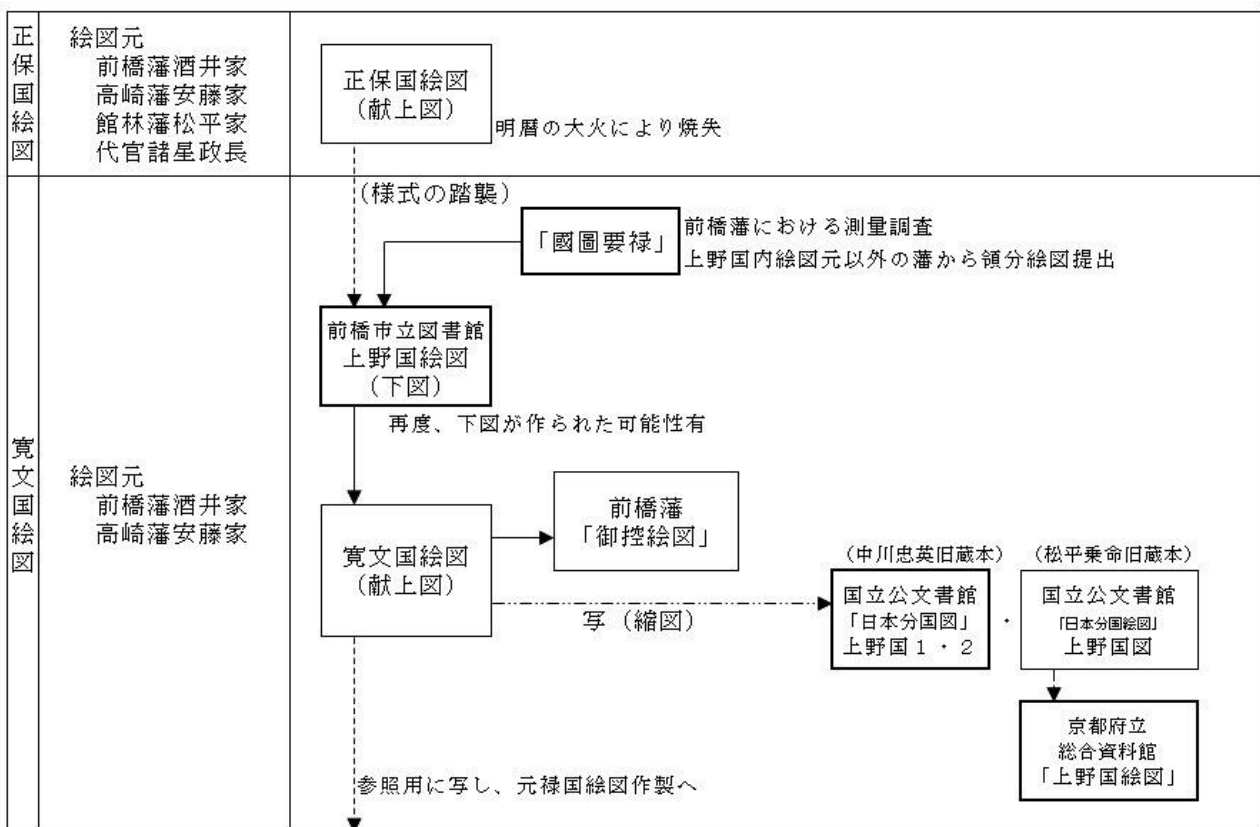 正保国絵図
絵図元
前橋藩酒井家
高崎藩安藤家
館林藩松平家
代官諸星政長
正保国絵図
(献上図)
明暦の大火により焼失
(様式の踏襲)
「國圖要禄」
前橋藩における測量調査
上野国内絵図元以外の藩から領分絵図提出
前橋市立図書館
上野国絵図
(下図)
再度、下図が作られた可能性有
寛文国絵図
絵図元
前橋藩酒井家
高崎藩安藤家
寛文国絵図
(献上図)
前橋藩
「御控絵図」
写(縮図)
(中川忠英旧蔵本)
国立公文書館
「日本分国図」
上野国1・2
・
(松平乗命旧蔵本)
国立公文書館
「日本分国絵図」
上野国図
京都府立
総合資料館
「上野国絵図」
参照用に写し、元禄国絵図作製へ